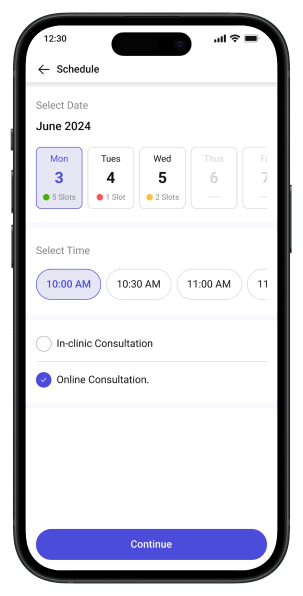 12:30
Schedule
Select Date
June 2024
Mon Tues Wed Thus Fr
3 4 5 6 7
5 Slots 1 Slot 2 Slots
Select Time
10:00 AM 10:30 AM 11:00 AM 11
In-clinic Consultation
Online Consultation.
Continue